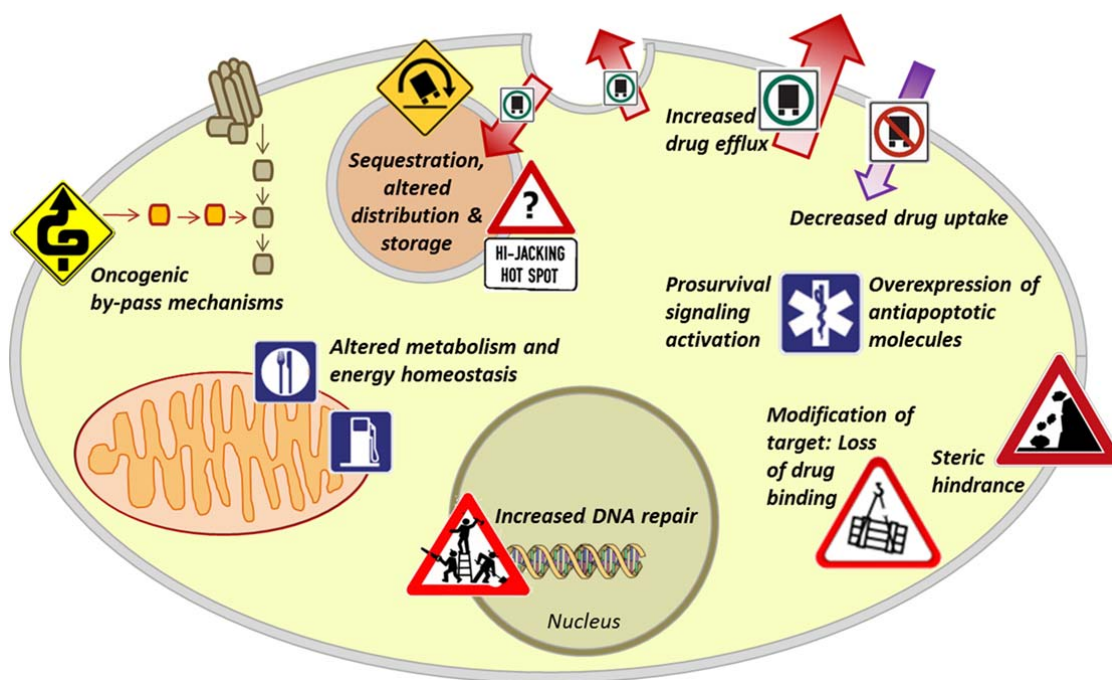 Sequestration,
altered
distribution &
storage
?
HI-JACKING
HOT SPOT
Increased
drug efflux
Decreased drug uptake
Oncogenic
by-pass mechanisms
Prosurvival
signaling
activation
Overexpression of
antiapoptotic
molecules
Altered metabolism and
energy homeostasis
Modification of
target: Loss
of drug
binding
Steric
hindrance
Increased DNA repair
Nucleus